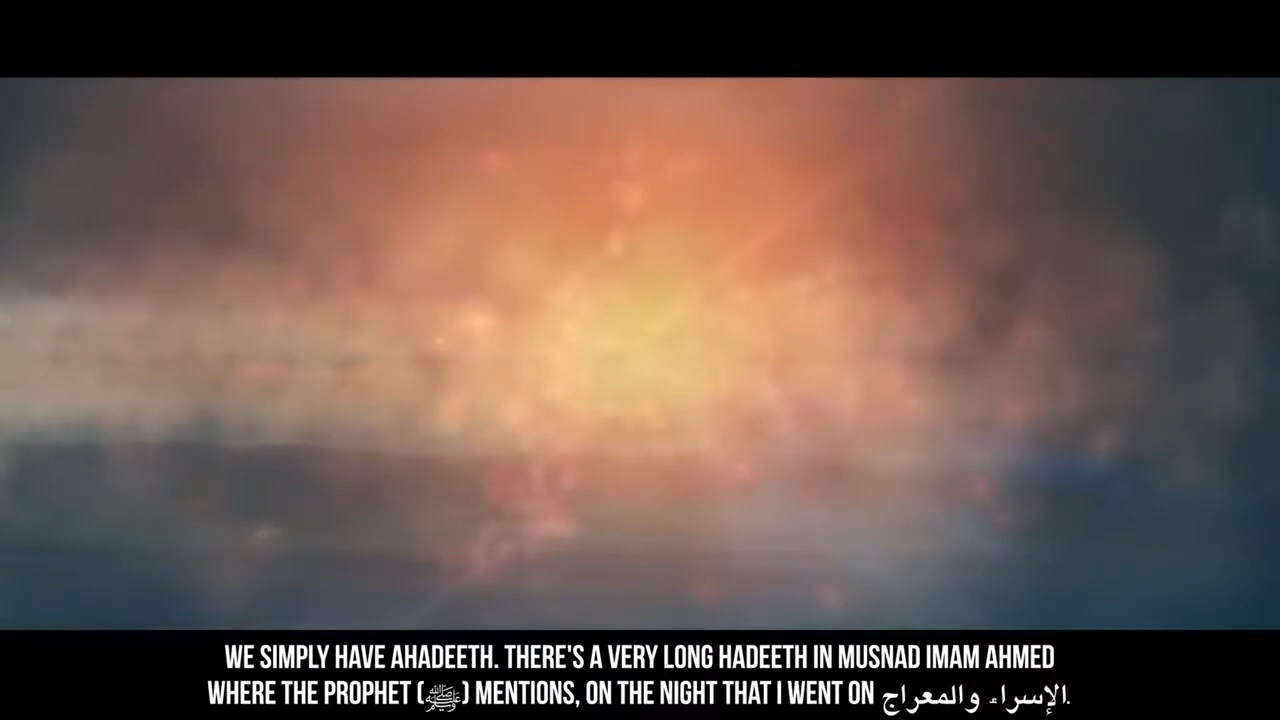 WE SIMPLY HAVE AHADEETH. THERE'S A VERY LONG HADEETH IN MUSNAD IMAM AHMED
WHERE THE PROPHET (ﷺ) MENTIONS, ON THE NIGHT THAT I WENT ON الإسراء والمعراج.